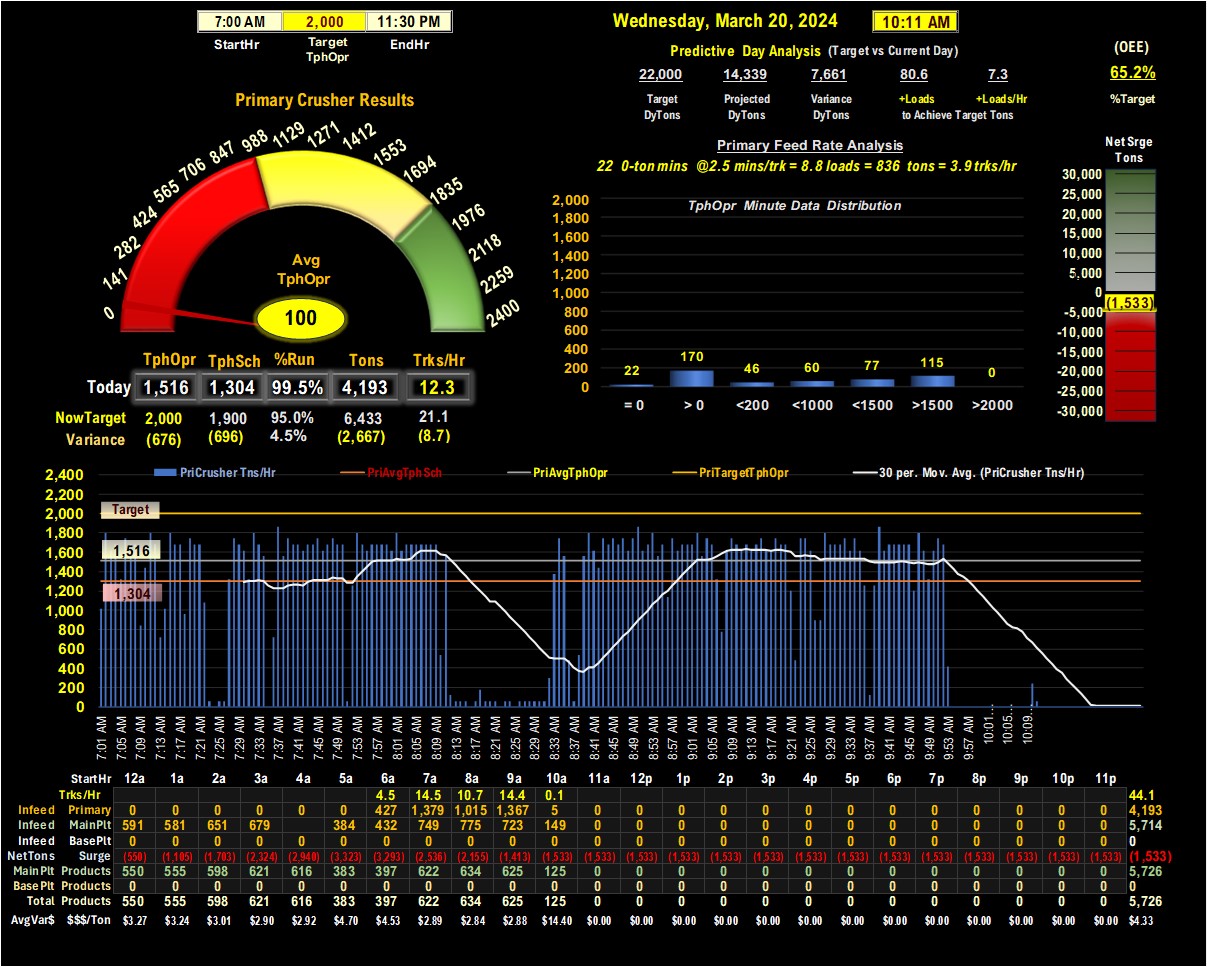 7:00 AM 2,000 11:30 PM
StartHr Target TphOpr EndHr
Wednesday, March 20, 2024 10:11 AM
Predictive Day Analysis (Target vs Current Day)
22,000 14,339 7,661 80.6 7.3
Target Projected Variance +Loads +Loads/Hr
DyTons DyTons DyTons to Achieve Target Tons
(OEE)
65.2%
%Target
Primary Crusher Results
0 141 282 424 565 706 847 988 1129 1271 1412 1553 1694 1835 1976 2118 2259 2400
Avg
TphOpr
100
TphOpr TphSch %Run Tons Trks/Hr
Today 1,516 1,304 99.5% 4,193 12.3
NowTarget 2,000 1,900 95.0% 6,433 21.1
Variance (676) (696) 4.5% (2,667) (8.7)
Primary Feed Rate Analysis
22 0-ton mins @2.5 mins/trk = 8.8 loads = 836 tons = 3.9 trks/hr
TphOpr Minute Data Distribution
2,000
1,800
1,600
1,400
1,200
1,000
800
600
400
200
0
22 170 46 60 77 115 0
= 0 > 0 <200 <1000 <1500 >1500 >2000
Net Srge
Tons
30,000
25,000
20,000
15,000
10,000
5,000
0
(1,533)
-5,000
-10,000
-15,000
-20,000
-25,000
-30,000
PriCrusher Tns/Hr PriAvgTphSch PriAvgTphOpr PriTargetTphOpr 30 per. Mov. Avg. (PriCrusher Tns/Hr)
2,400
2,200
2,000
1,800
1,600
1,400
1,200
1,000
800
600
400
200
0
Target
1,516
1,304
7:01 AM 7:05 AM 7:09 AM 7:13 AM 7:17 AM 7:21 AM 7:25 AM 7:29 AM 7:33 AM 7:37 AM 7:41 AM 7:45 AM 7:49 AM 7:53 AM 7:57 AM 8:01 AM 8:05 AM 8:09 AM 8:13 AM 8:17 AM 8:21 AM 8:25 AM 8:29 AM 8:33 AM 8:37 AM 8:41 AM 8:45 AM 8:49 AM 8:53 AM 8:57 AM 9:01 AM 9:05 AM 9:09 AM 9:13 AM 9:17 AM 9:21 AM 9:25 AM 9:29 AM 9:33 AM 9:37 AM 9:41 AM 9:45 AM 9:49 AM 9:53 AM 9:57 AM 10:01… 10:05… 10:09…
StartHr 12a 1a 2a 3a 4a 5a 6a 7a 8a 9a 10a 11a 12p 1p 2p 3p 4p 5p 6p 7p 8p 9p 10p 11p
Trks/Hr 4.5 14.5 10.7 14.4 0.1 44.1
Infeed Primary 0 0 0 0 0 0 427 1,379 1,015 1,367 5 0 0 0 0 0 0 0 0 0 0 0 0 0 4,193
Infeed MainPlt 591 581 651 679 384 432 749 775 723 149 0 0 0 0 0 0 0 0 0 0 0 0 0 5,714
Infeed BasePlt 0 0 0 0 0 0 0 0 0 0 0 0 0 0 0 0 0 0 0 0 0 0 0 0 0
NetTons Surge (550) (1,105) (1,703) (2,324) (2,940) (3,323) (3,293) (2,536) (2,155) (1,413) (1,533) (1,533) (1,533) (1,533) (1,533) (1,533) (1,533) (1,533) (1,533) (1,533) (1,533) (1,533) (1,533) (1,533) (1,533)
MainPlt Products 550 555 598 621 616 383 397 622 634 625 125 0 0 0 0 0 0 0 0 0 0 0 0 0 5,726
BasePlt Products 0 0 0 0 0 0 0 0 0 0 0 0 0 0 0 0 0 0 0 0 0 0 0 0 0
Total Products 550 555 598 621 616 383 397 622 634 625 125 0 0 0 0 0 0 0 0 0 0 0 0 0 5,726
AvgVar$ $$$/Ton $3.27 $3.24 $3.01 $2.90 $2.92 $4.70 $4.53 $2.89 $2.84 $2.88 $14.40 $0.00 $0.00 $0.00 $0.00 $0.00 $0.00 $0.00 $0.00 $0.00 $0.00 $0.00 $0.00 $0.00 $4.33